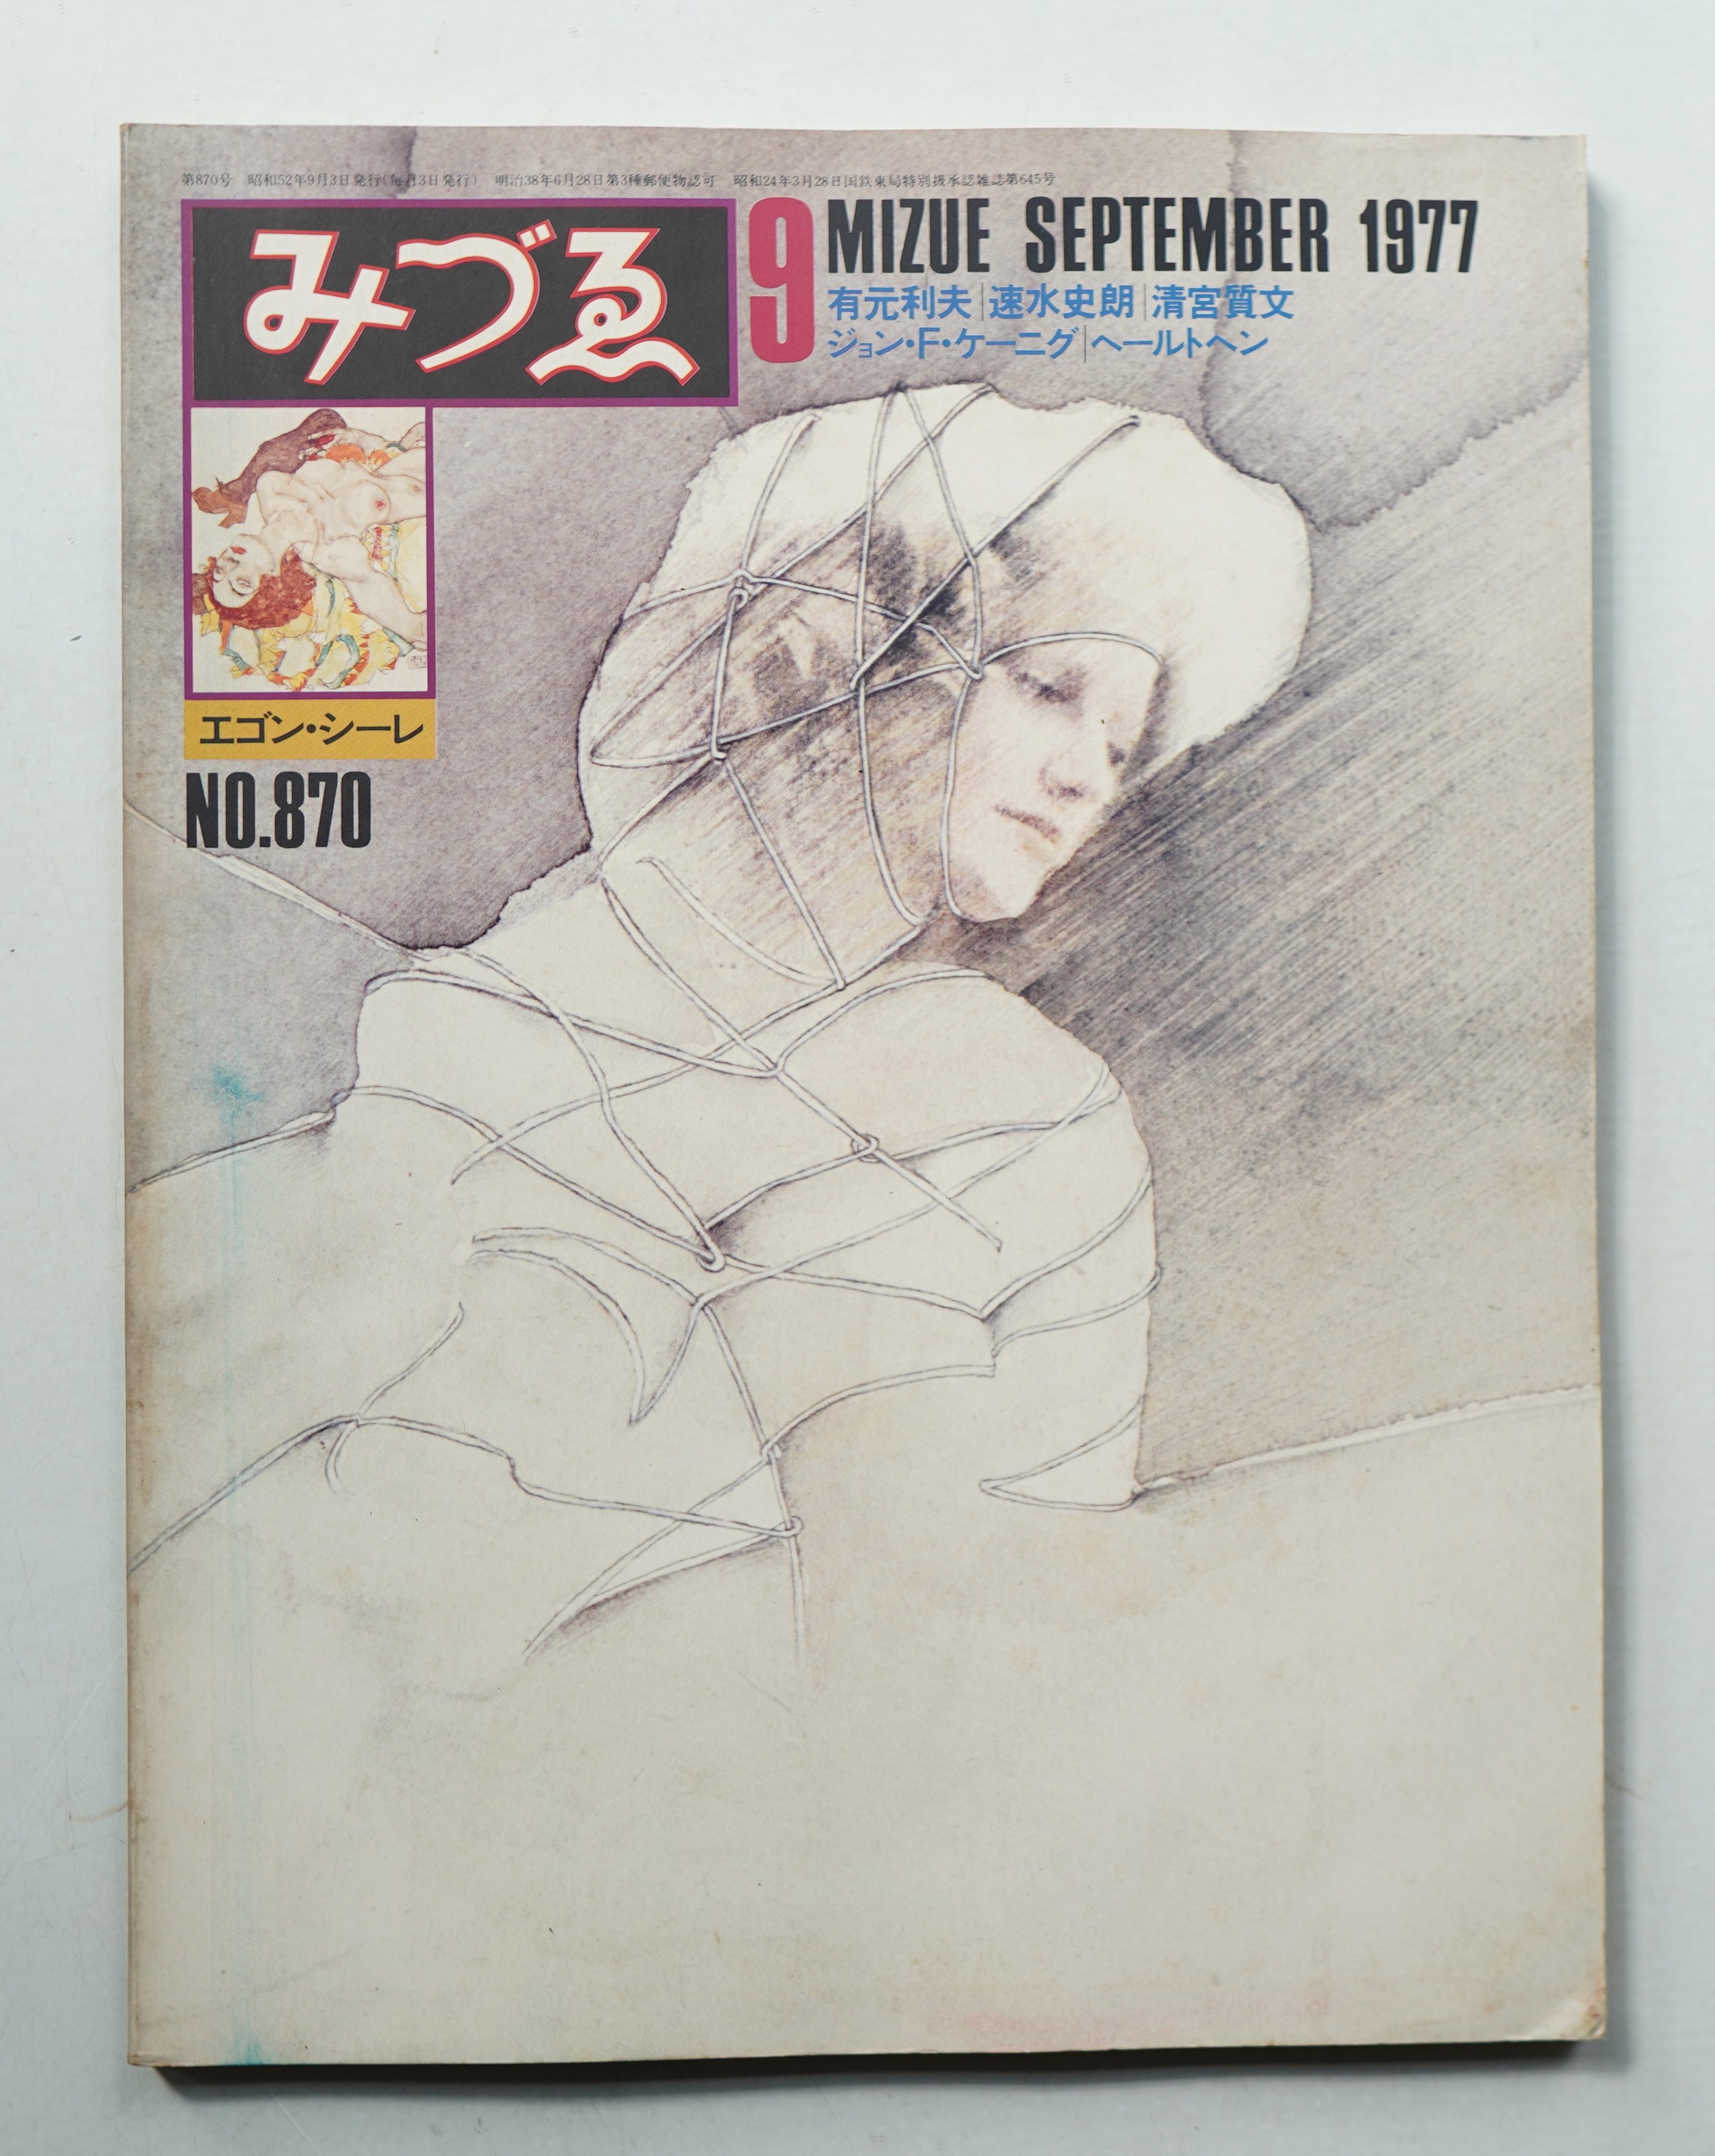 第870号 昭和52年9月3日発行(毎月3日発行) 明治38年6月28日第3種郵便物認可 昭和24年3月28日国鉄東局特別扱承認雑誌第645号
みづゑ
9
MIZUE SEPTEMBER 1977
有元利夫|速水史朗|清宮質文
ジョン・F・ケーニグ|ヘールトヘン
エゴン・シーレ
NO.870